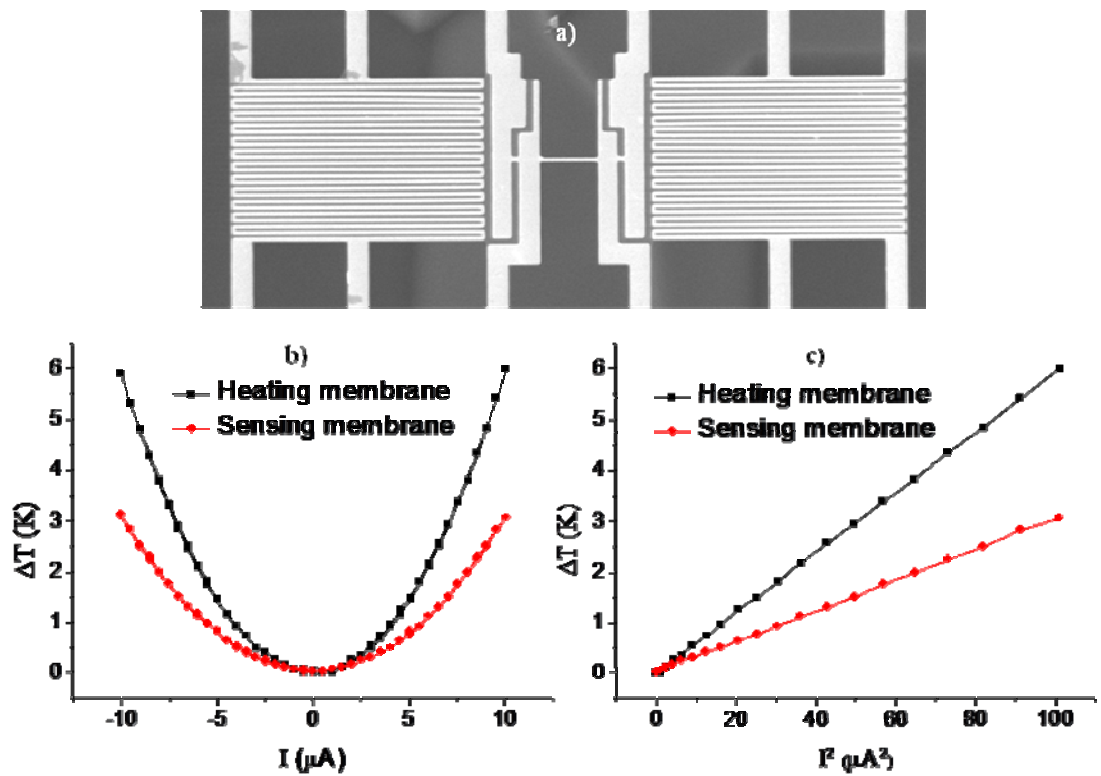 a)
b)
c)
Heating membrane
Sensing membrane
ΔT (K)
6
5
4
3
2
1
0
-10
-5
0
5
10
I (μA)
Heating membrane
Sensing membrane
ΔT (K)
6
5
4
3
2
1
0
0
20
40
60
80
100
I² (μA²)